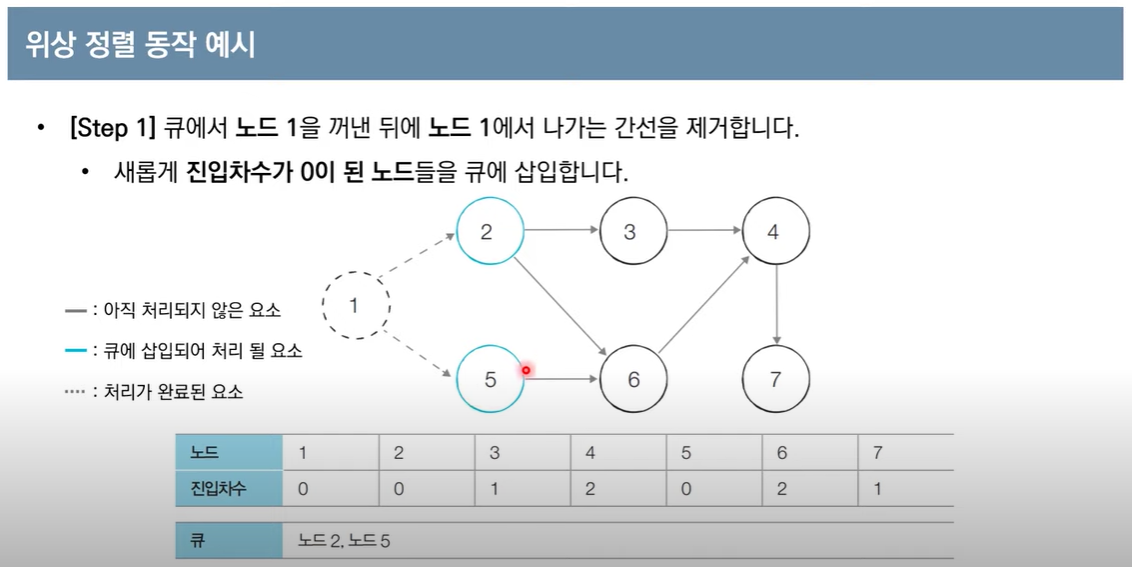 위상 정렬 동작 예시
• [Step 1] 큐에서 노드 1을 꺼낸 뒤에 노드 1에서 나가는 간선을 제거합니다.
• 새롭게 진입차수가 0이 된 노드들을 큐에 삽입합니다.
2 3 4
1
: 아직 처리되지 않은 요소
: 큐에 삽입되어 처리 될 요소
5 6 7
: 처리가 완료된 요소
노드 1 2 3 4 5 6 7
진입차수 0 0 1 2 0 2 1
큐 노드 2, 노드 5